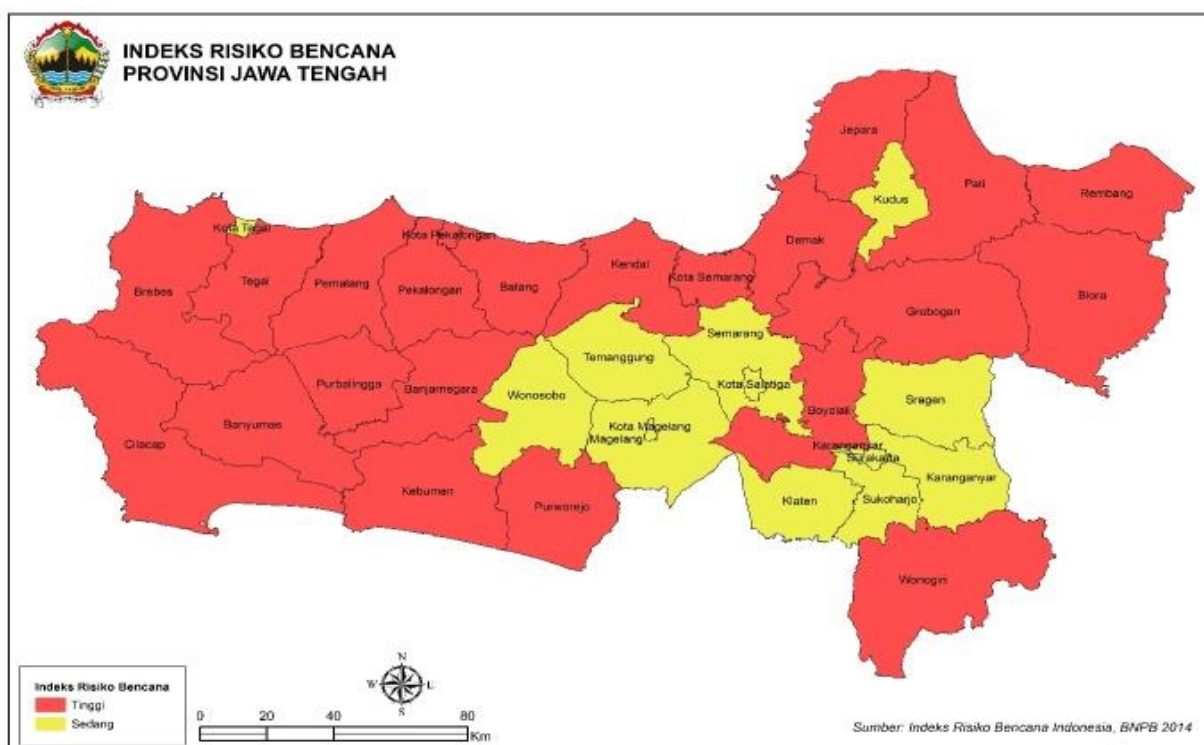 INDEKS RISIKO BENCANA
PROVINSI JAWA TENGAH
Jepara
Pati
Rembang
Kudus
Kota Tegal
Kota Pekalongan
Demak
Kendal
Kota Semarang
Brebes
Tegal
Pemalang
Pekalongan
Batang
Blora
Grobogan
Semarang
Temanggung
Purbalingga
Banjarnegara
Wonosobo
Kota Salatiga
Sragen
Boyolali
Banyumas
Kota Magelang
Magelang
Cilacap
Karanganyar
Surakarta
Karanganyar
Kebumen
Purworejo
Klaten
Sukoharjo
Wonogiri
Indeks Risiko Bencana
Tinggi
Sedang
N
W L
S
0 20 40 80
Km
Sumber: Indeks Risiko Bencana Indonesia, BNPB 2014